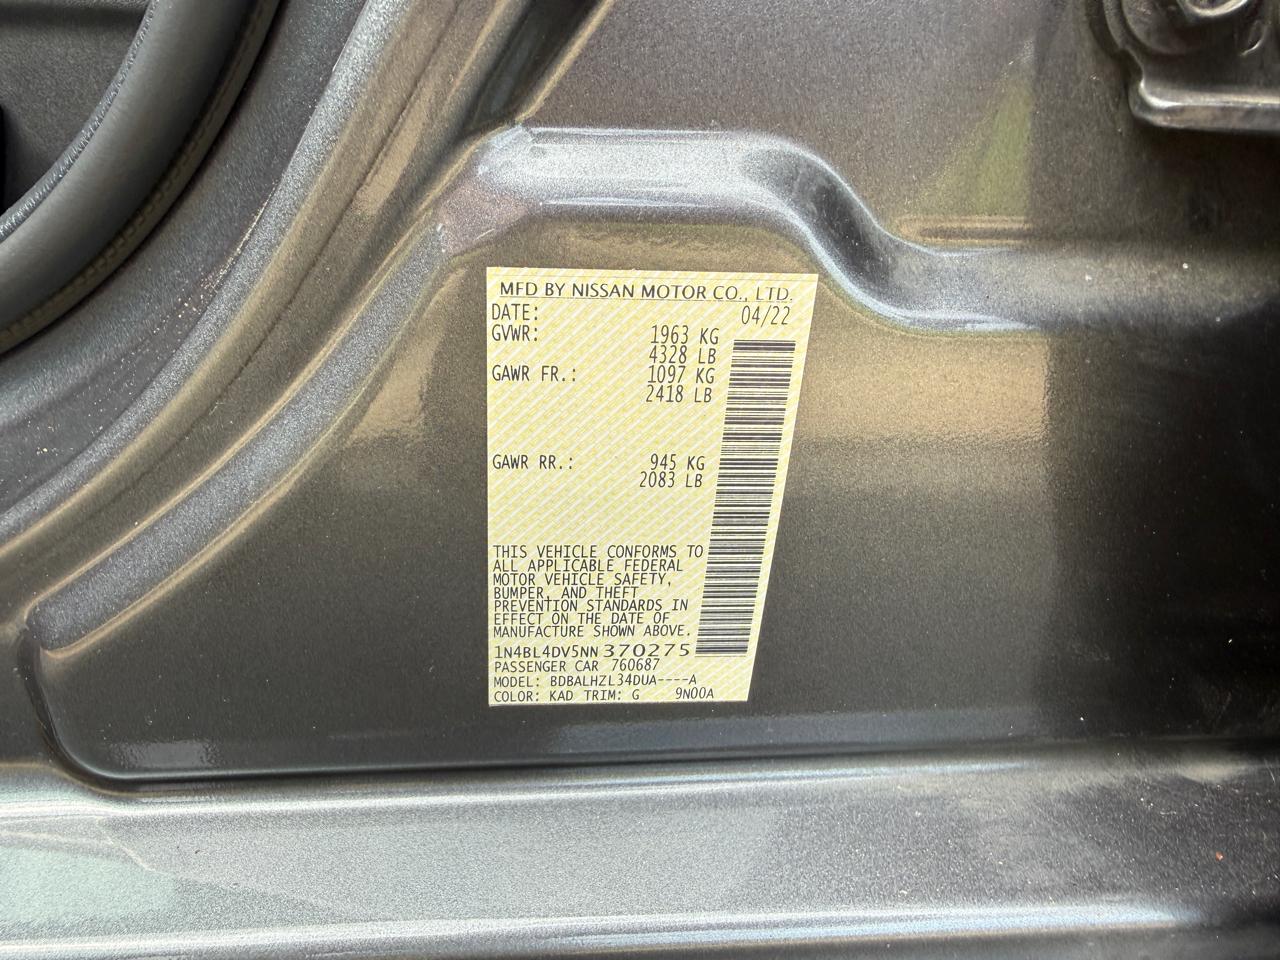 MFD BY NISSAN MOTOR CO., LTD.
DATE: 04/22
GVWR: 1963 KG
4328 LB
GAWR FR.: 1097 KG
2418 LB
GAWR RR.: 945 KG
2083 LB
THIS VEHICLE CONFORMS TO
ALL APPLICABLE FEDERAL
MOTOR VEHICLE SAFETY,
BUMPER, AND THEFT
PREVENTION STANDARDS IN
EFFECT ON THE DATE OF
MANUFACTURE SHOWN ABOVE.
1N4BL4DV5NN370275
PASSENGER CAR 760687
MODEL: BDBALHZL34DUA----A
COLOR: KAD TRIM: G 9N00A